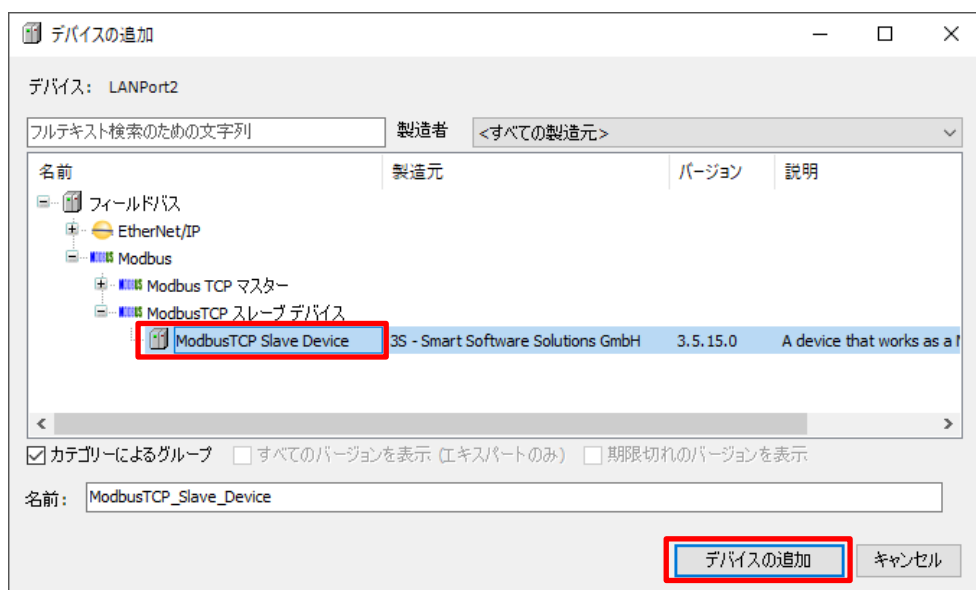 デバイスの追加
デバイス: LANPort2
フルテキスト検索のための文字列 製造者 <すべての製造元>
名前 製造元 バージョン 説明
フィールドバス
EtherNet/IP
MODBUS Modbus
MODBUS Modbus TCP マスター
MODBUS ModbusTCP スレーブ デバイス
ModbusTCP Slave Device 3S - Smart Software Solutions GmbH 3.5.15.0 A device that works as a
カテゴリーによるグループ すべてのバージョンを表示 (エキスパートのみ) 期限切れのバージョンを表示
名前: ModbusTCP_Slave_Device
デバイスの追加 キャンセル